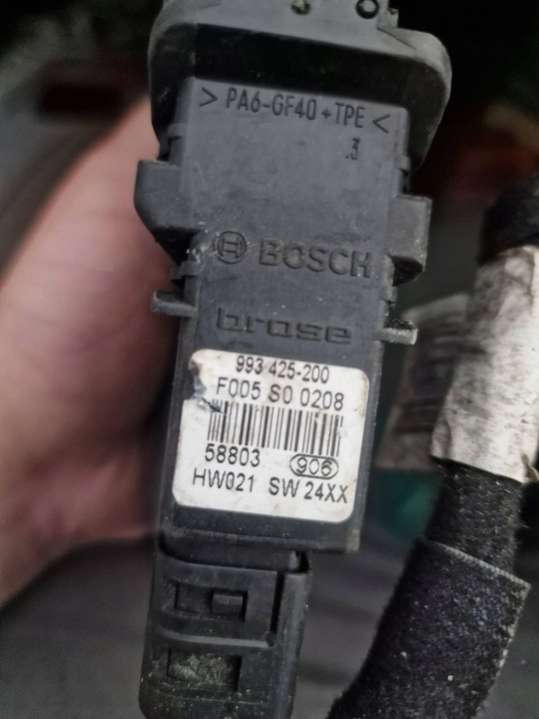 > PA6-GF40+TPE <
.3
BOSCH
brose
993 425-200
F005 S0 0208
58803 906
HW021 SW 24XX